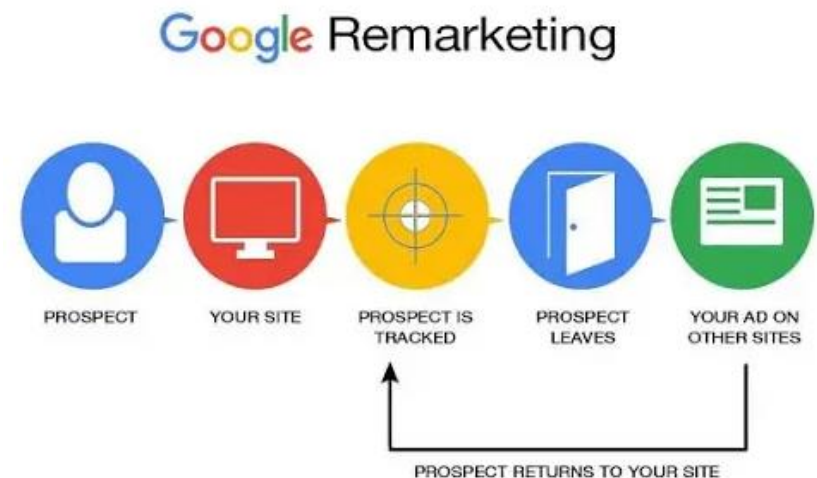 Google Remarketing
PROSPECT
YOUR SITE
PROSPECT IS
TRACKED
PROSPECT
LEAVES
YOUR AD ON
OTHER SITES
PROSPECT RETURNS TO YOUR SITE